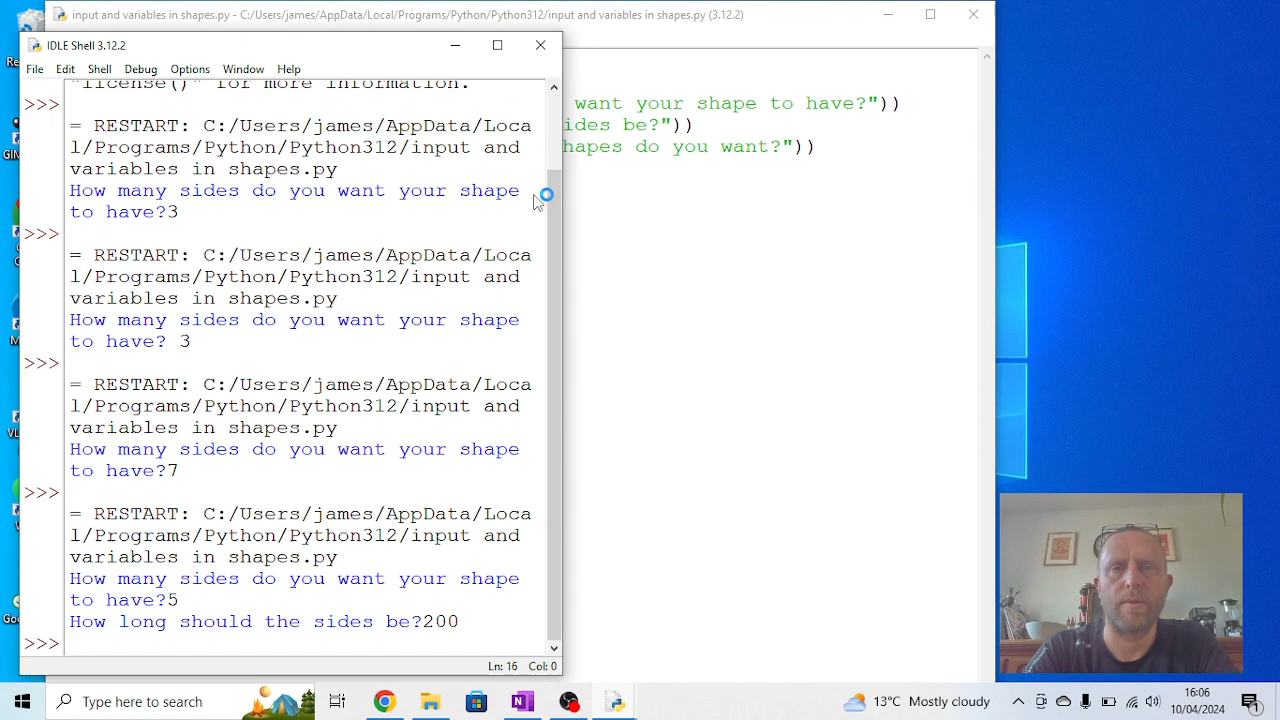 input and variables in shapes.py - C:/Users/james/AppData/Local/Programs/Python/Python312/input and variables in shapes.py (3.12.2)
IDLE Shell 3.12.2
File Edit Shell Debug Options Window Help
"license()" for more information.
>>>
= RESTART: C:/Users/james/AppData/Loca
l/Programs/Python/Python312/input and
variables in shapes.py
How many sides do you want your shape
to have?3
>>>
= RESTART: C:/Users/james/AppData/Loca
l/Programs/Python/Python312/input and
variables in shapes.py
How many sides do you want your shape
to have? 3
>>>
= RESTART: C:/Users/james/AppData/Loca
l/Programs/Python/Python312/input and
variables in shapes.py
How many sides do you want your shape
to have?7
>>>
= RESTART: C:/Users/james/AppData/Loca
l/Programs/Python/Python312/input and
variables in shapes.py
How many sides do you want your shape
to have?5
How long should the sides be?200
>>>
Ln: 16 Col: 0
want your shape to have?"))
ides be?"))
hapes do you want?"))
Type here to search
13°C Mostly cloudy
16:06
10/04/2024